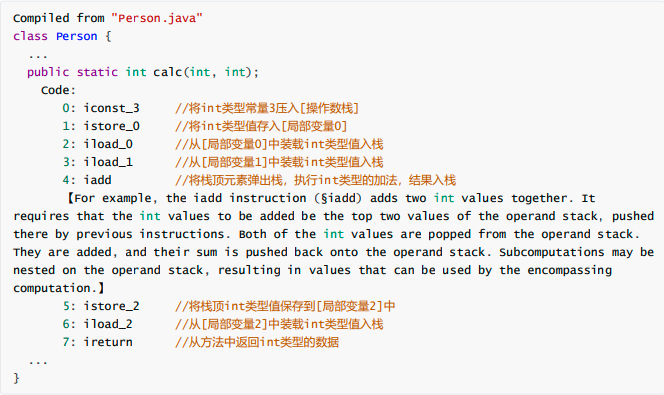 Compiled from "Person.java"
class Person {
...
public static int calc(int, int);
Code:
0: iconst_3 //将int类型常量3压入[操作数栈]
1: istore_0 //将int类型值存入[局部变量0]
2: iload_0 //从[局部变量0]中装载int类型值入栈
3: iload_1 //从[局部变量1]中装载int类型值入栈
4: iadd //将栈顶元素弹出栈，执行int类型的加法，结果入栈
【For example, the iadd instruction (§iadd) adds two int values together. It
requires that the int values to be added be the top two values of the operand stack, pushed
there by previous instructions. Both of the int values are popped from the operand stack.
They are added, and their sum is pushed back onto the operand stack. Subcomputations may be
nested on the operand stack, resulting in values that can be used by the encompassing
computation.】
5: istore_2 //将栈顶int类型值保存到[局部变量2]中
6: iload_2 //从[局部变量2]中装载int类型值入栈
7: ireturn //从方法中返回int类型的数据
...
}